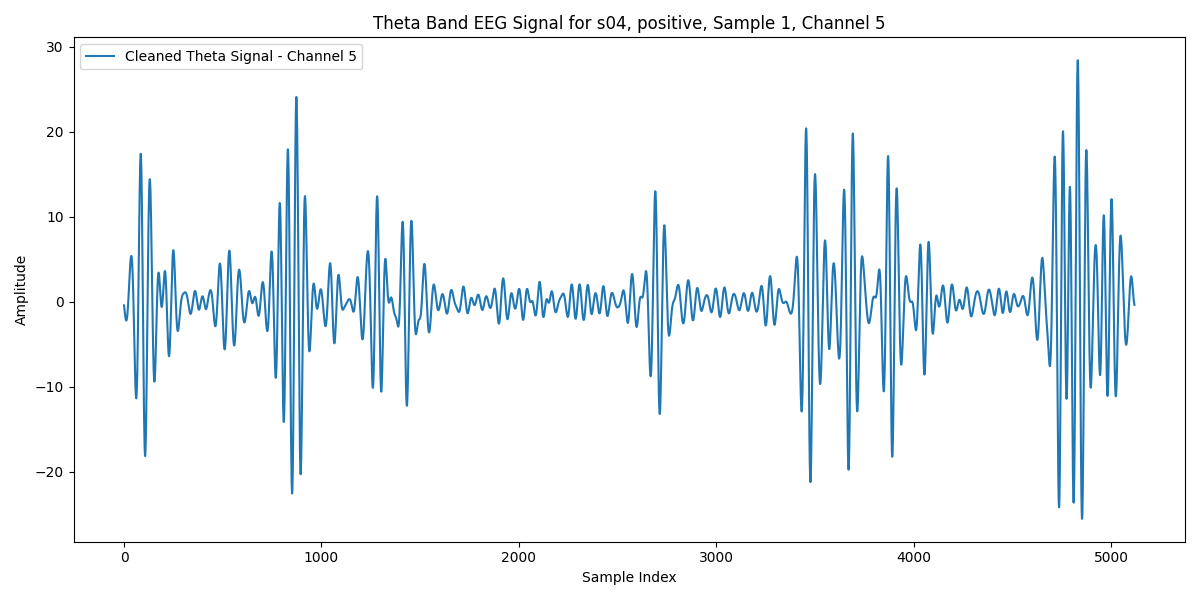 Theta Band EEG Signal for s04, positive, Sample 1, Channel 5
Cleaned Theta Signal - Channel 5
Amplitude
30
20
10
0
−10
−20
0 1000 2000 3000 4000 5000
Sample Index